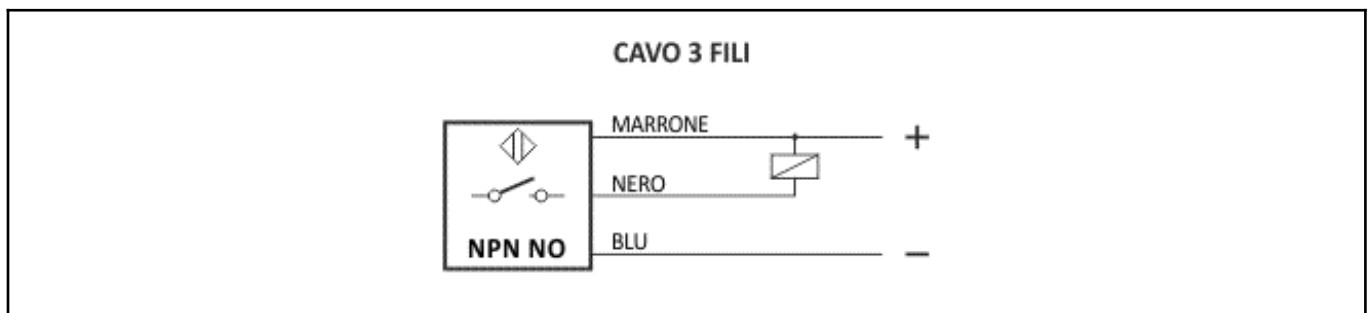 CAVO 3 FILI
MARRONE
+
NERO
NPN NO
BLU
−